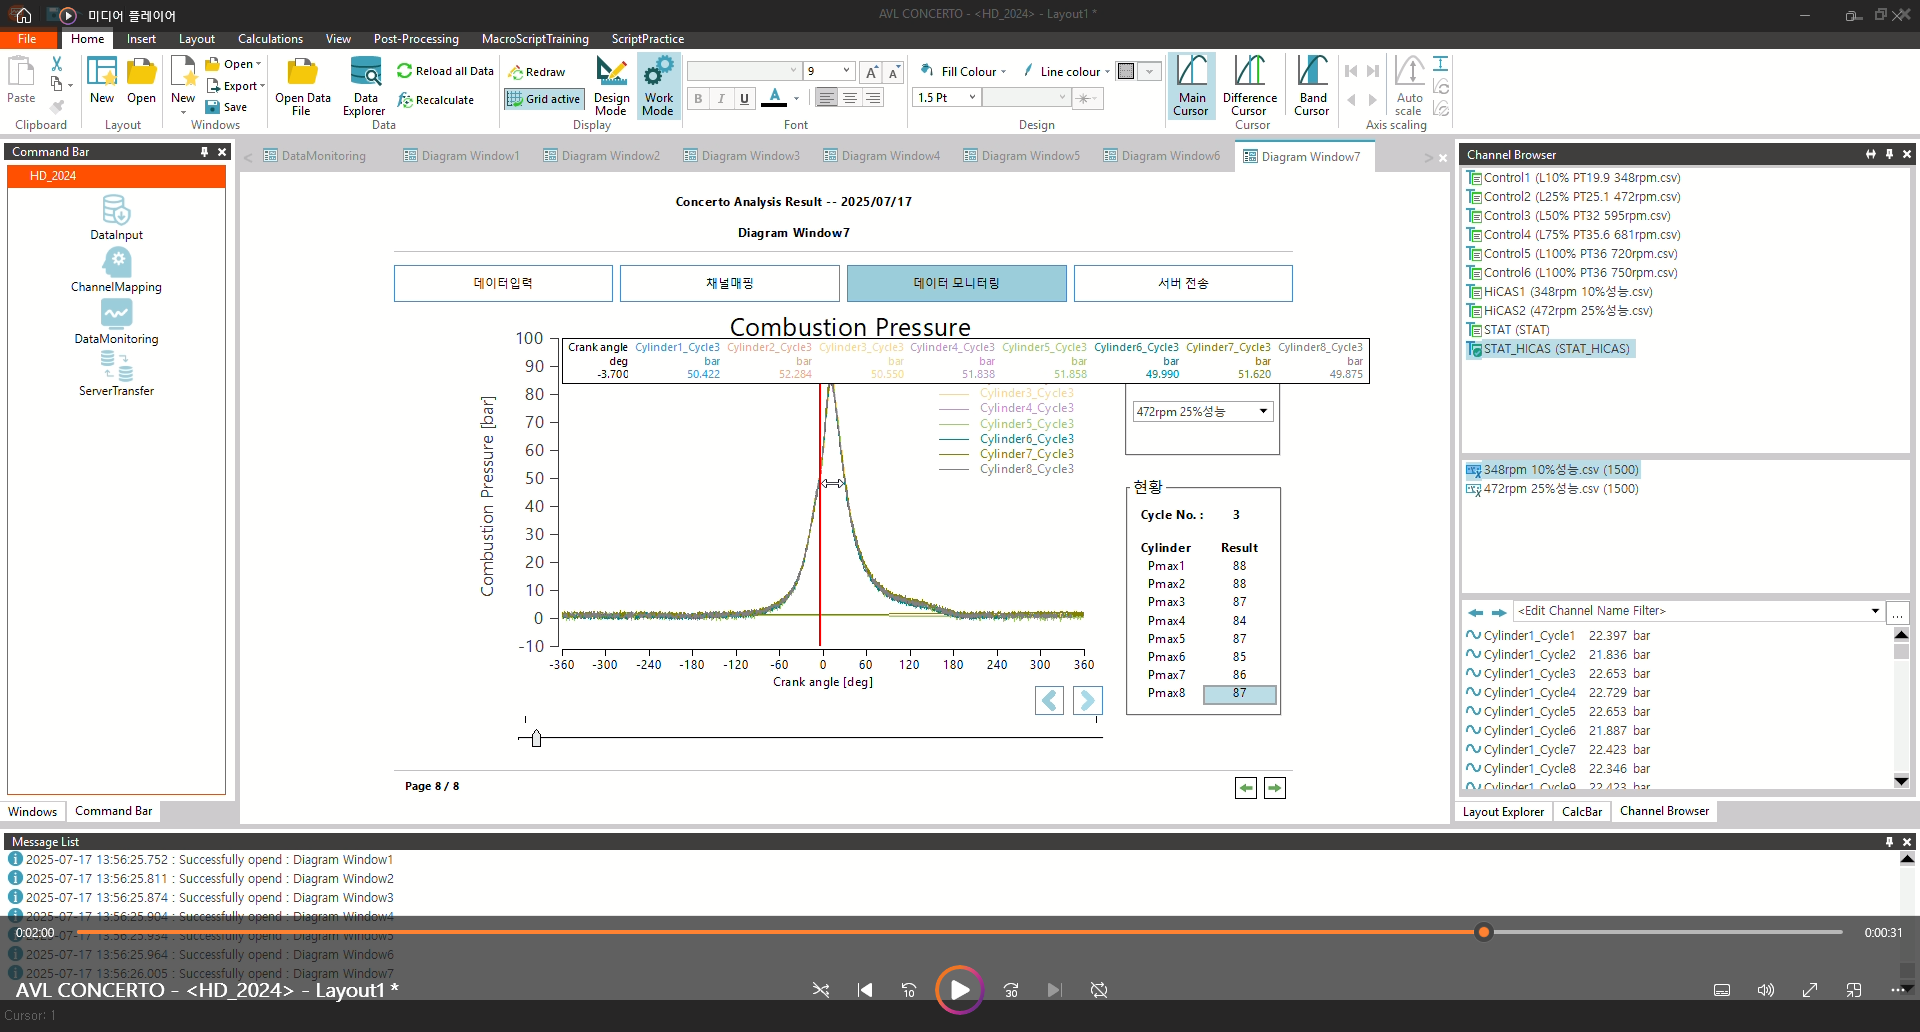 미디어 플레이어
AVL CONCERTO - <HD_2024> - Layout1 *
File Home Insert Layout Calculations View Post-Processing MacroScriptTraining ScriptPractice
Paste
Clipboard
New Open
Layout
New
Open
Export
Save
Windows
Open Data File
Data Explorer
Reload all Data
Recalculate
Data
Redraw
Grid active
Design Mode
Work Mode
Display
9
A A
B I U A
Font
Fill Colour
Line colour
1.5 Pt
Design
Main Cursor
Difference Cursor
Band Cursor
Cursor
Auto scale
Axis scaling
Command Bar
HD_2024
DataInput
ChannelMapping
DataMonitoring
ServerTransfer
Windows Command Bar
DataMonitoring Diagram Window1 Diagram Window2 Diagram Window3 Diagram Window4 Diagram Window5 Diagram Window6 Diagram Window7
Concerto Analysis Result -- 2025/07/17
Diagram Window7
데이터입력 채널매핑 데이터 모니터링 서버 전송
Combustion Pressure
Crank angle Cylinder1_Cycle3 Cylinder2_Cycle3 Cylinder3_Cycle3 Cylinder4_Cycle3 Cylinder5_Cycle3 Cylinder6_Cycle3 Cylinder7_Cycle3 Cylinder8_Cycle3
deg bar bar bar bar bar bar bar bar
-3.700 50.422 52.284 50.550 51.838 51.858 49.990 51.620 49.875
Combustion Pressure [bar]
100
90
80
70
60
50
40
30
20
10
0
-10
-360 -300 -240 -180 -120 -60 0 60 120 180 240 300 360
Crank angle [deg]
Cylinder3_Cycle3
Cylinder4_Cycle3
Cylinder5_Cycle3
Cylinder6_Cycle3
Cylinder7_Cycle3
Cylinder8_Cycle3
472rpm 25%성능
현황
Cycle No. : 3
Cylinder Result
Pmax1 88
Pmax2 88
Pmax3 87
Pmax4 84
Pmax5 87
Pmax6 85
Pmax7 86
Pmax8 87
Page 8 / 8
Channel Browser
Control1 (L10% PT19.9 348rpm.csv)
Control2 (L25% PT25.1 472rpm.csv)
Control3 (L50% PT32 595rpm.csv)
Control4 (L75% PT35.6 681rpm.csv)
Control5 (L100% PT36 720rpm.csv)
Control6 (L100% PT36 750rpm.csv)
HiCAS1 (348rpm 10%성능.csv)
HiCAS2 (472rpm 25%성능.csv)
STAT (STAT)
STAT_HICAS (STAT_HICAS)
348rpm 10%성능.csv (1500)
472rpm 25%성능.csv (1500)
<Edit Channel Name Filter> ...
Cylinder1_Cycle1 22.397 bar
Cylinder1_Cycle2 21.836 bar
Cylinder1_Cycle3 22.653 bar
Cylinder1_Cycle4 22.729 bar
Cylinder1_Cycle5 22.653 bar
Cylinder1_Cycle6 21.887 bar
Cylinder1_Cycle7 22.423 bar
Cylinder1_Cycle8 22.346 bar
Cylinder1_Cycle9 22.423 bar
Layout Explorer CalcBar Channel Browser
Message List
2025-07-17 13:56:25.752 : Successfully opend : Diagram Window1
2025-07-17 13:56:25.811 : Successfully opend : Diagram Window2
2025-07-17 13:56:25.874 : Successfully opend : Diagram Window3
2025-07-17 13:56:25.904 : Successfully opend : Diagram Window4
2025-07-17 13:56:25.934 : Successfully opend : Diagram Window5
2025-07-17 13:56:25.964 : Successfully opend : Diagram Window6
2025-07-17 13:56:26.005 : Successfully opend : Diagram Window7
0:02:00 0:00:31
AVL CONCERTO - <HD_2024> - Layout1 *
10 30
Cursor: 1